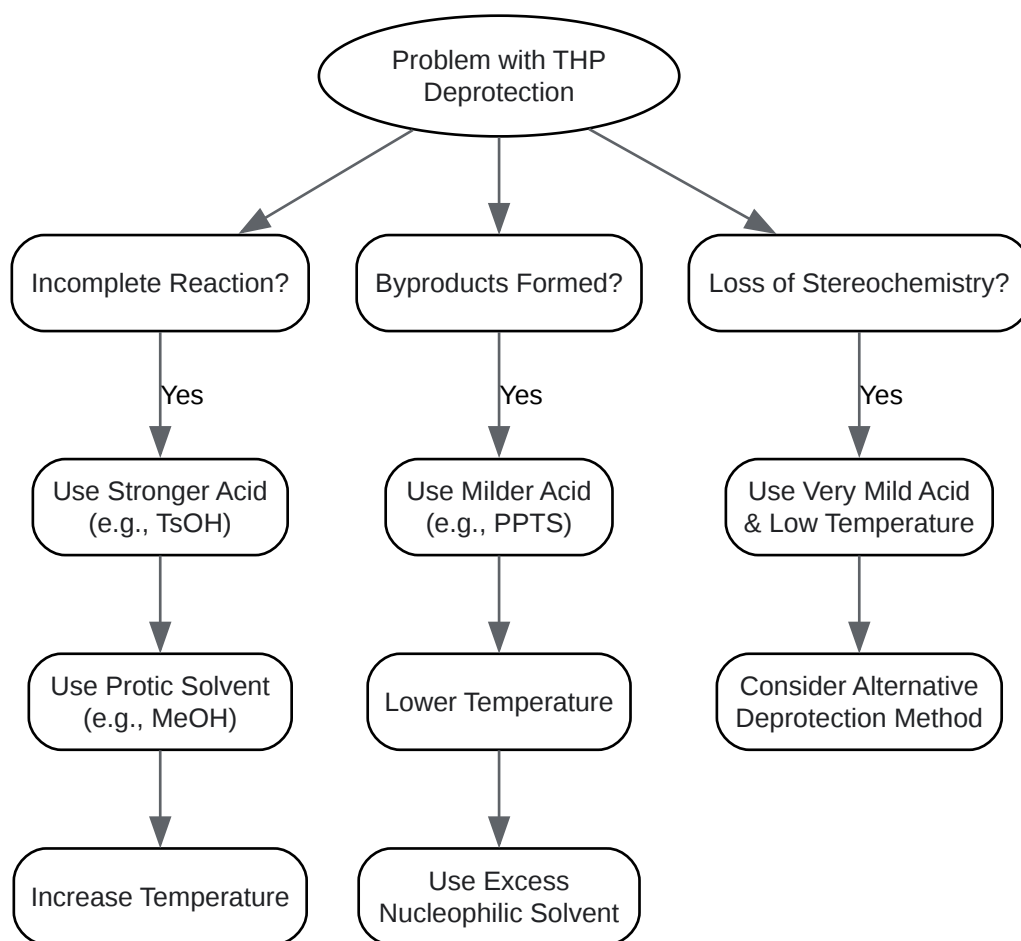 Problem with THP
Deprotection
Incomplete Reaction?
Byproducts Formed?
Loss of Stereochemistry?
Yes
Yes
Yes
Use Stronger Acid
(e.g., TsOH)
Use Milder Acid
(e.g., PPTS)
Use Very Mild Acid
& Low Temperature
Use Protic Solvent
(e.g., MeOH)
Lower Temperature
Consider Alternative
Deprotection Method
Increase Temperature
Use Excess
Nucleophilic Solvent